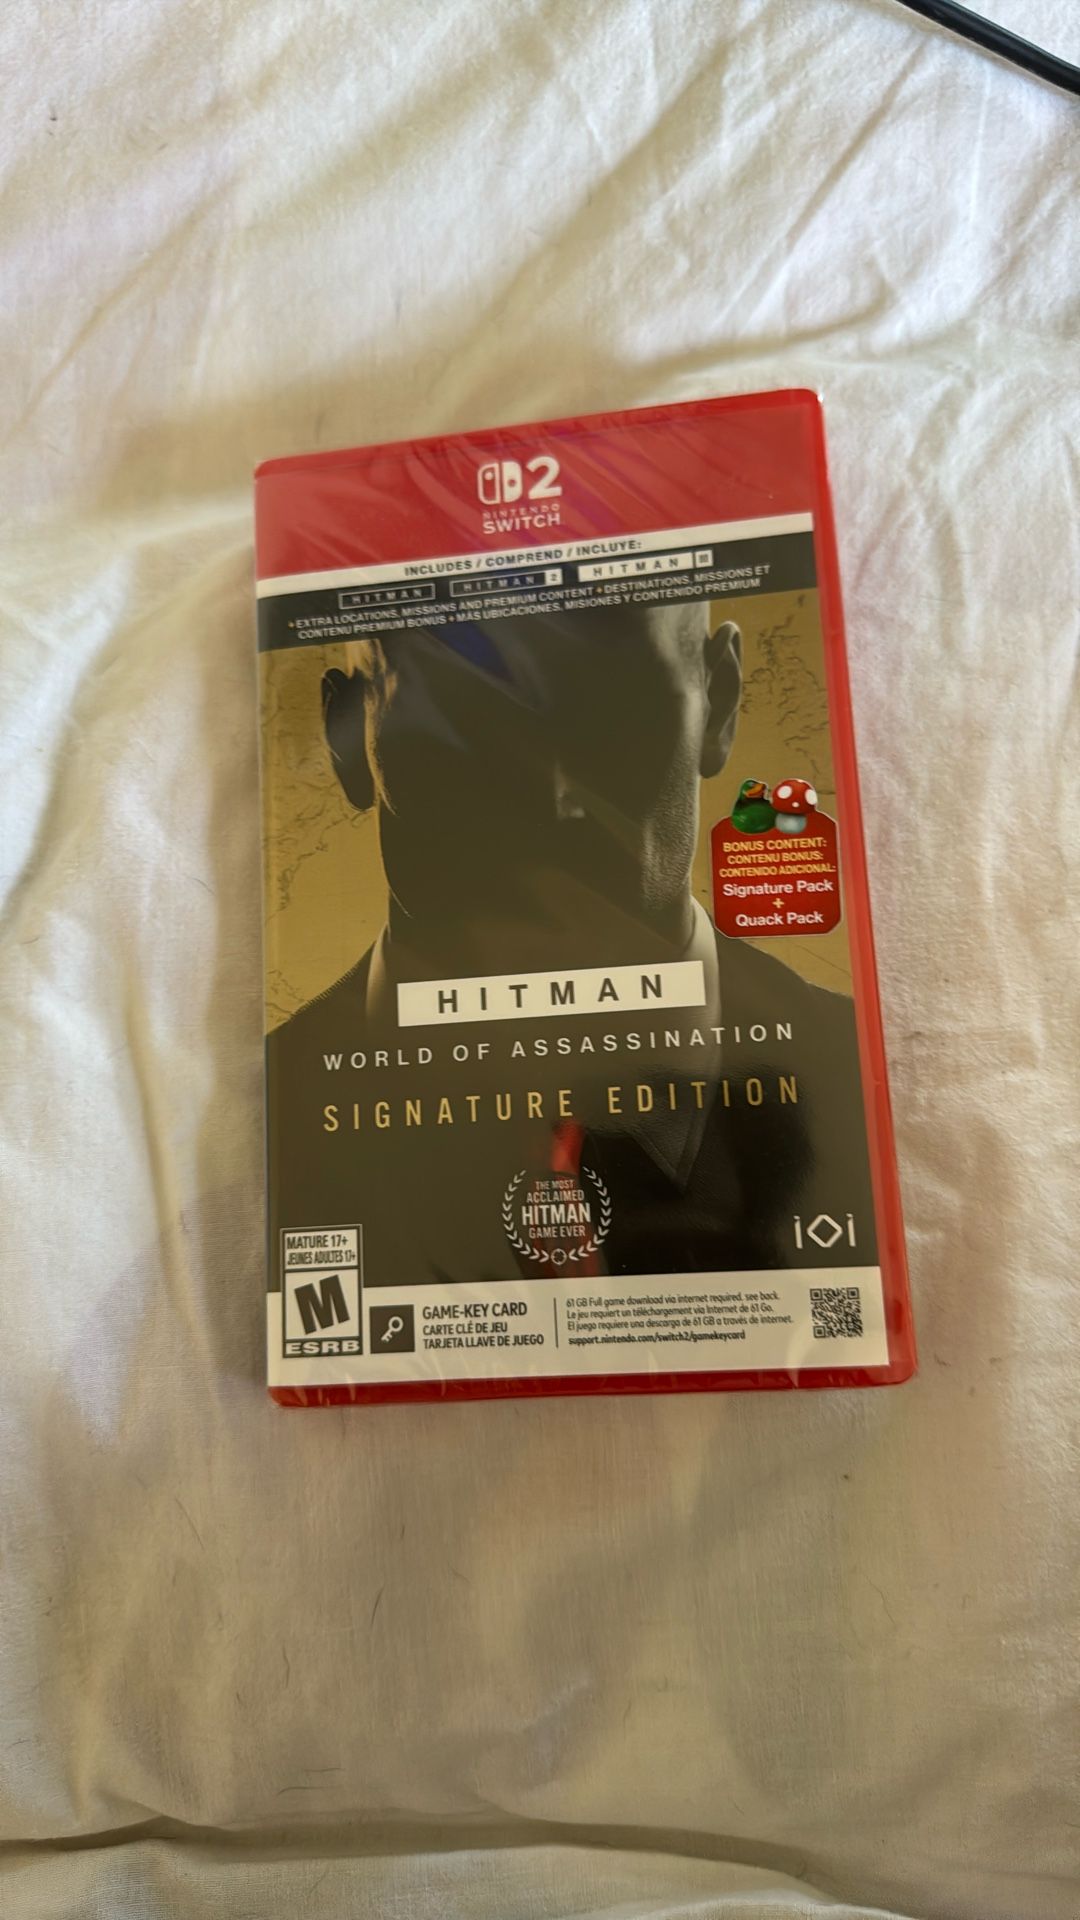 2
NINTENDO
SWITCH
INCLUDES / COMPREND / INCLUYE:
HITMAN HITMAN 2 HITMAN III
+EXTRA LOCATIONS, MISSIONS AND PREMIUM CONTENT + DESTINATIONS, MISSIONS ET
CONTENU PREMIUM BONUS + MÁS UBICACIONES, MISIONES Y CONTENIDO PREMIUM
BONUS CONTENT:
CONTENU BONUS:
CONTENIDO ADICIONAL:
Signature Pack
+
Quack Pack
HITMAN
WORLD OF ASSASSINATION
SIGNATURE EDITION
THE MOST
ACCLAIMED
HITMAN
GAME EVER
IOI
MATURE 17+
JEUNES ADULTES 17+
M
ESRB
GAME-KEY CARD
CARTE CLÉ DE JEU
TARJETA LLAVE DE JUEGO
61 GB Full game download via internet required. see back.
Le jeu requiert un téléchargement via Internet de 61 Go.
El juego requiere una descarga de 61 GB a través de internet.
support.nintendo.com/switch2/gamekeycard